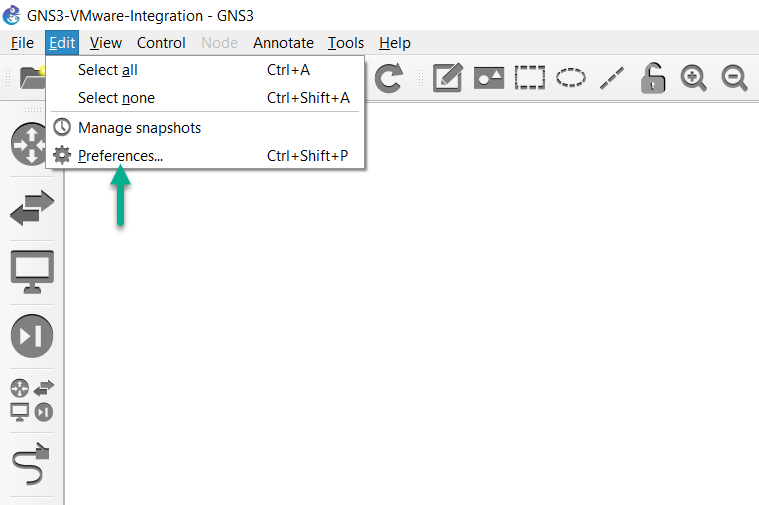 GNS3-VMware-Integration - GNS3
File Edit View Control Node Annotate Tools Help
Select all Ctrl+A
Select none Ctrl+Shift+A
Manage snapshots
Preferences... Ctrl+Shift+P